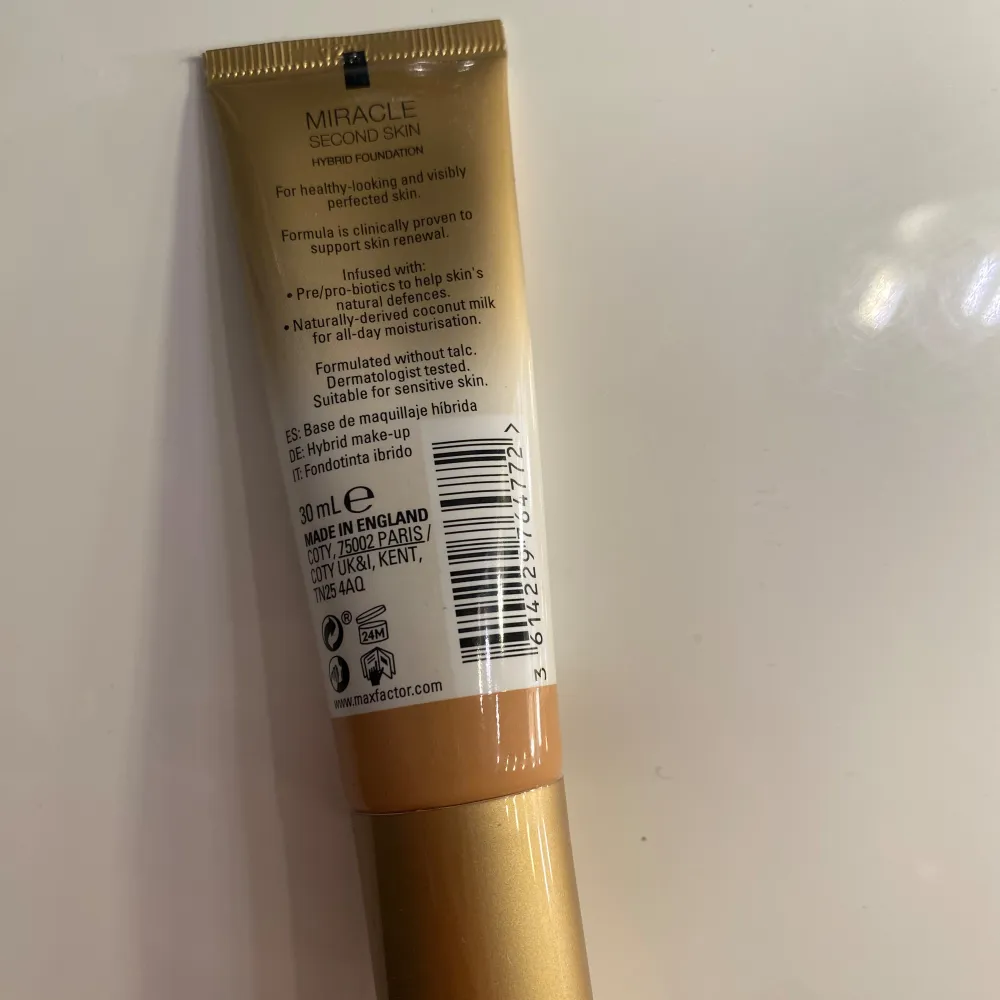 MIRACLE
SECOND SKIN
HYBRID FOUNDATION
For healthy-looking and visibly
perfected skin.
Formula is clinically proven to
support skin renewal.
Infused with:
• Pre/pro-biotics to help skin's
natural defences.
• Naturally-derived coconut milk
for all-day moisturisation.
Formulated without talc.
Dermatologist tested.
Suitable for sensitive skin.
ES: Base de maquillaje híbrida
DE: Hybrid make-up
IT: Fondotinta ibrido
30 mL ℮
MADE IN ENGLAND
COTY, 75002 PARIS /
COTY UK&I, KENT,
TN25 4AQ
®
24M
www.maxfactor.com
3 614229 764772 >